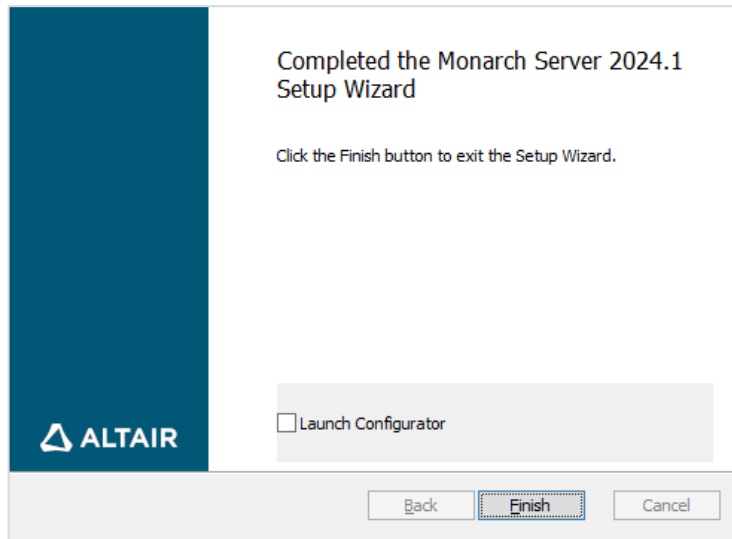 Completed the Monarch Server 2024.1
Setup Wizard
Click the Finish button to exit the Setup Wizard.
Launch Configurator
ALTAIR
Back
Finish
Cancel